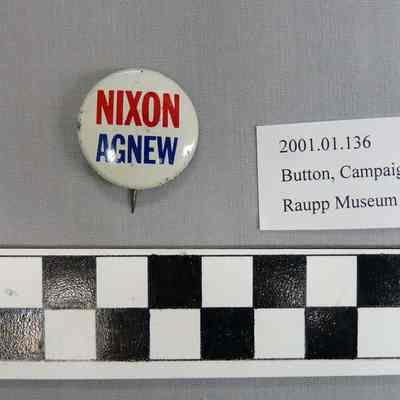 NIXON
AGNEW
2001.01.136
Button, Campaig
Raupp Museum